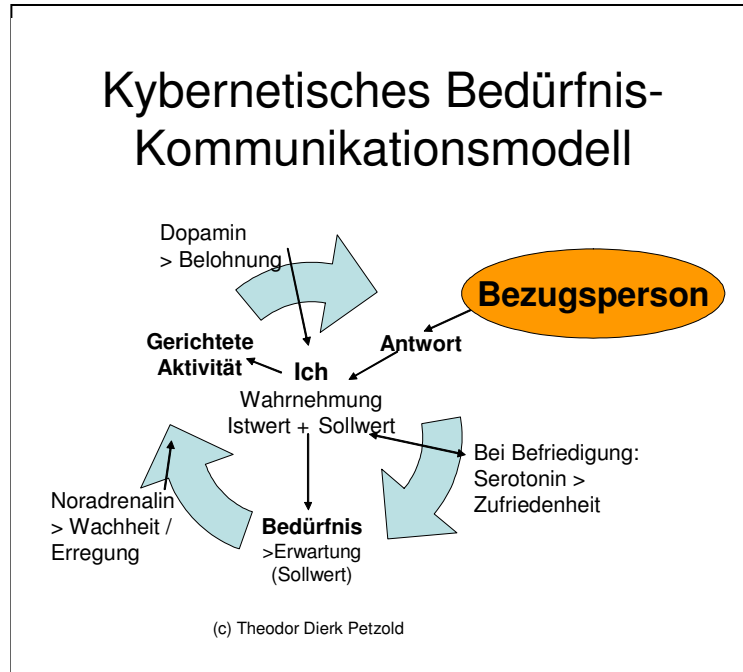 Kybernetisches Bedürfnis-
Kommunikationsmodell
Dopamin
> Belohnung
Bezugsperson
Gerichtete
Aktivität
Antwort
Ich
Wahrnehmung
Istwert + Sollwert
Bei Befriedigung:
Serotonin >
Zufriedenheit
Noradrenalin
> Wachheit /
Erregung
Bedürfnis
>Erwartung
(Sollwert)
(c) Theodor Dierk Petzold